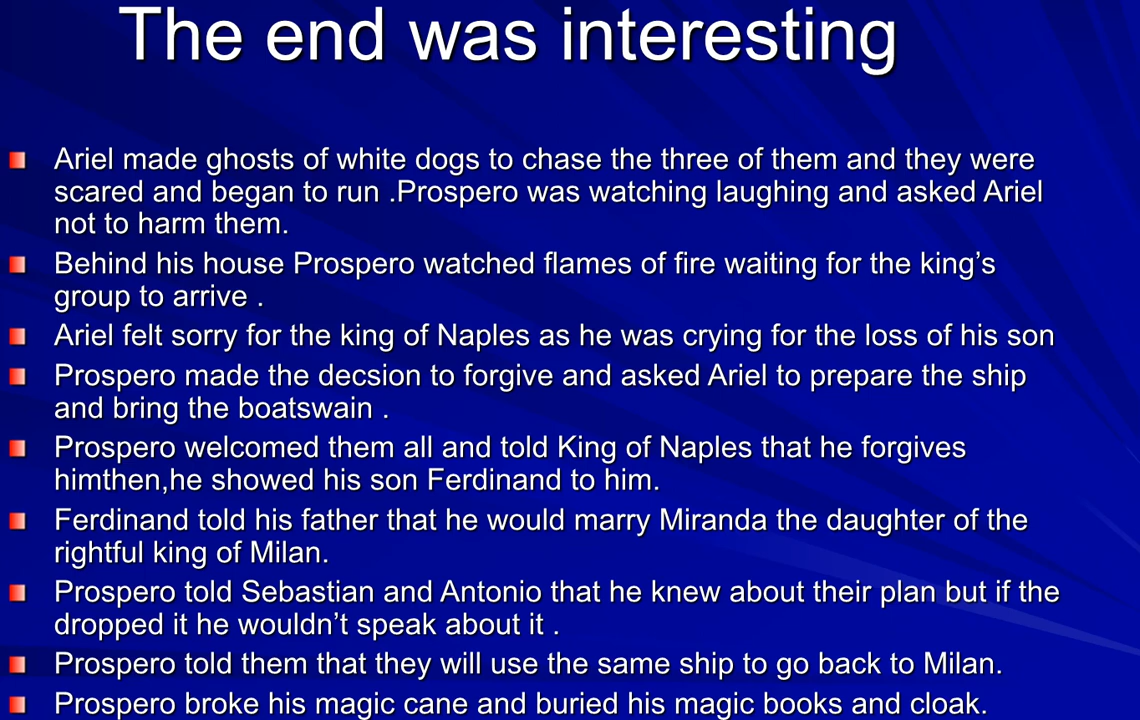 The end was interesting
Ariel made ghosts of white dogs to chase the three of them and they were
scared and began to run .Prospero was watching laughing and asked Ariel
not to harm them.
Behind his house Prospero watched flames of fire waiting for the king’s
group to arrive .
Ariel felt sorry for the king of Naples as he was crying for the loss of his son
Prospero made the decsion to forgive and asked Ariel to prepare the ship
and bring the boatswain .
Prospero welcomed them all and told King of Naples that he forgives
himthen,he showed his son Ferdinand to him.
Ferdinand told his father that he would marry Miranda the daughter of the
rightful king of Milan.
Prospero told Sebastian and Antonio that he knew about their plan but if the
dropped it he wouldn’t speak about it .
Prospero told them that they will use the same ship to go back to Milan.
Prospero broke his magic cane and buried his magic books and cloak.